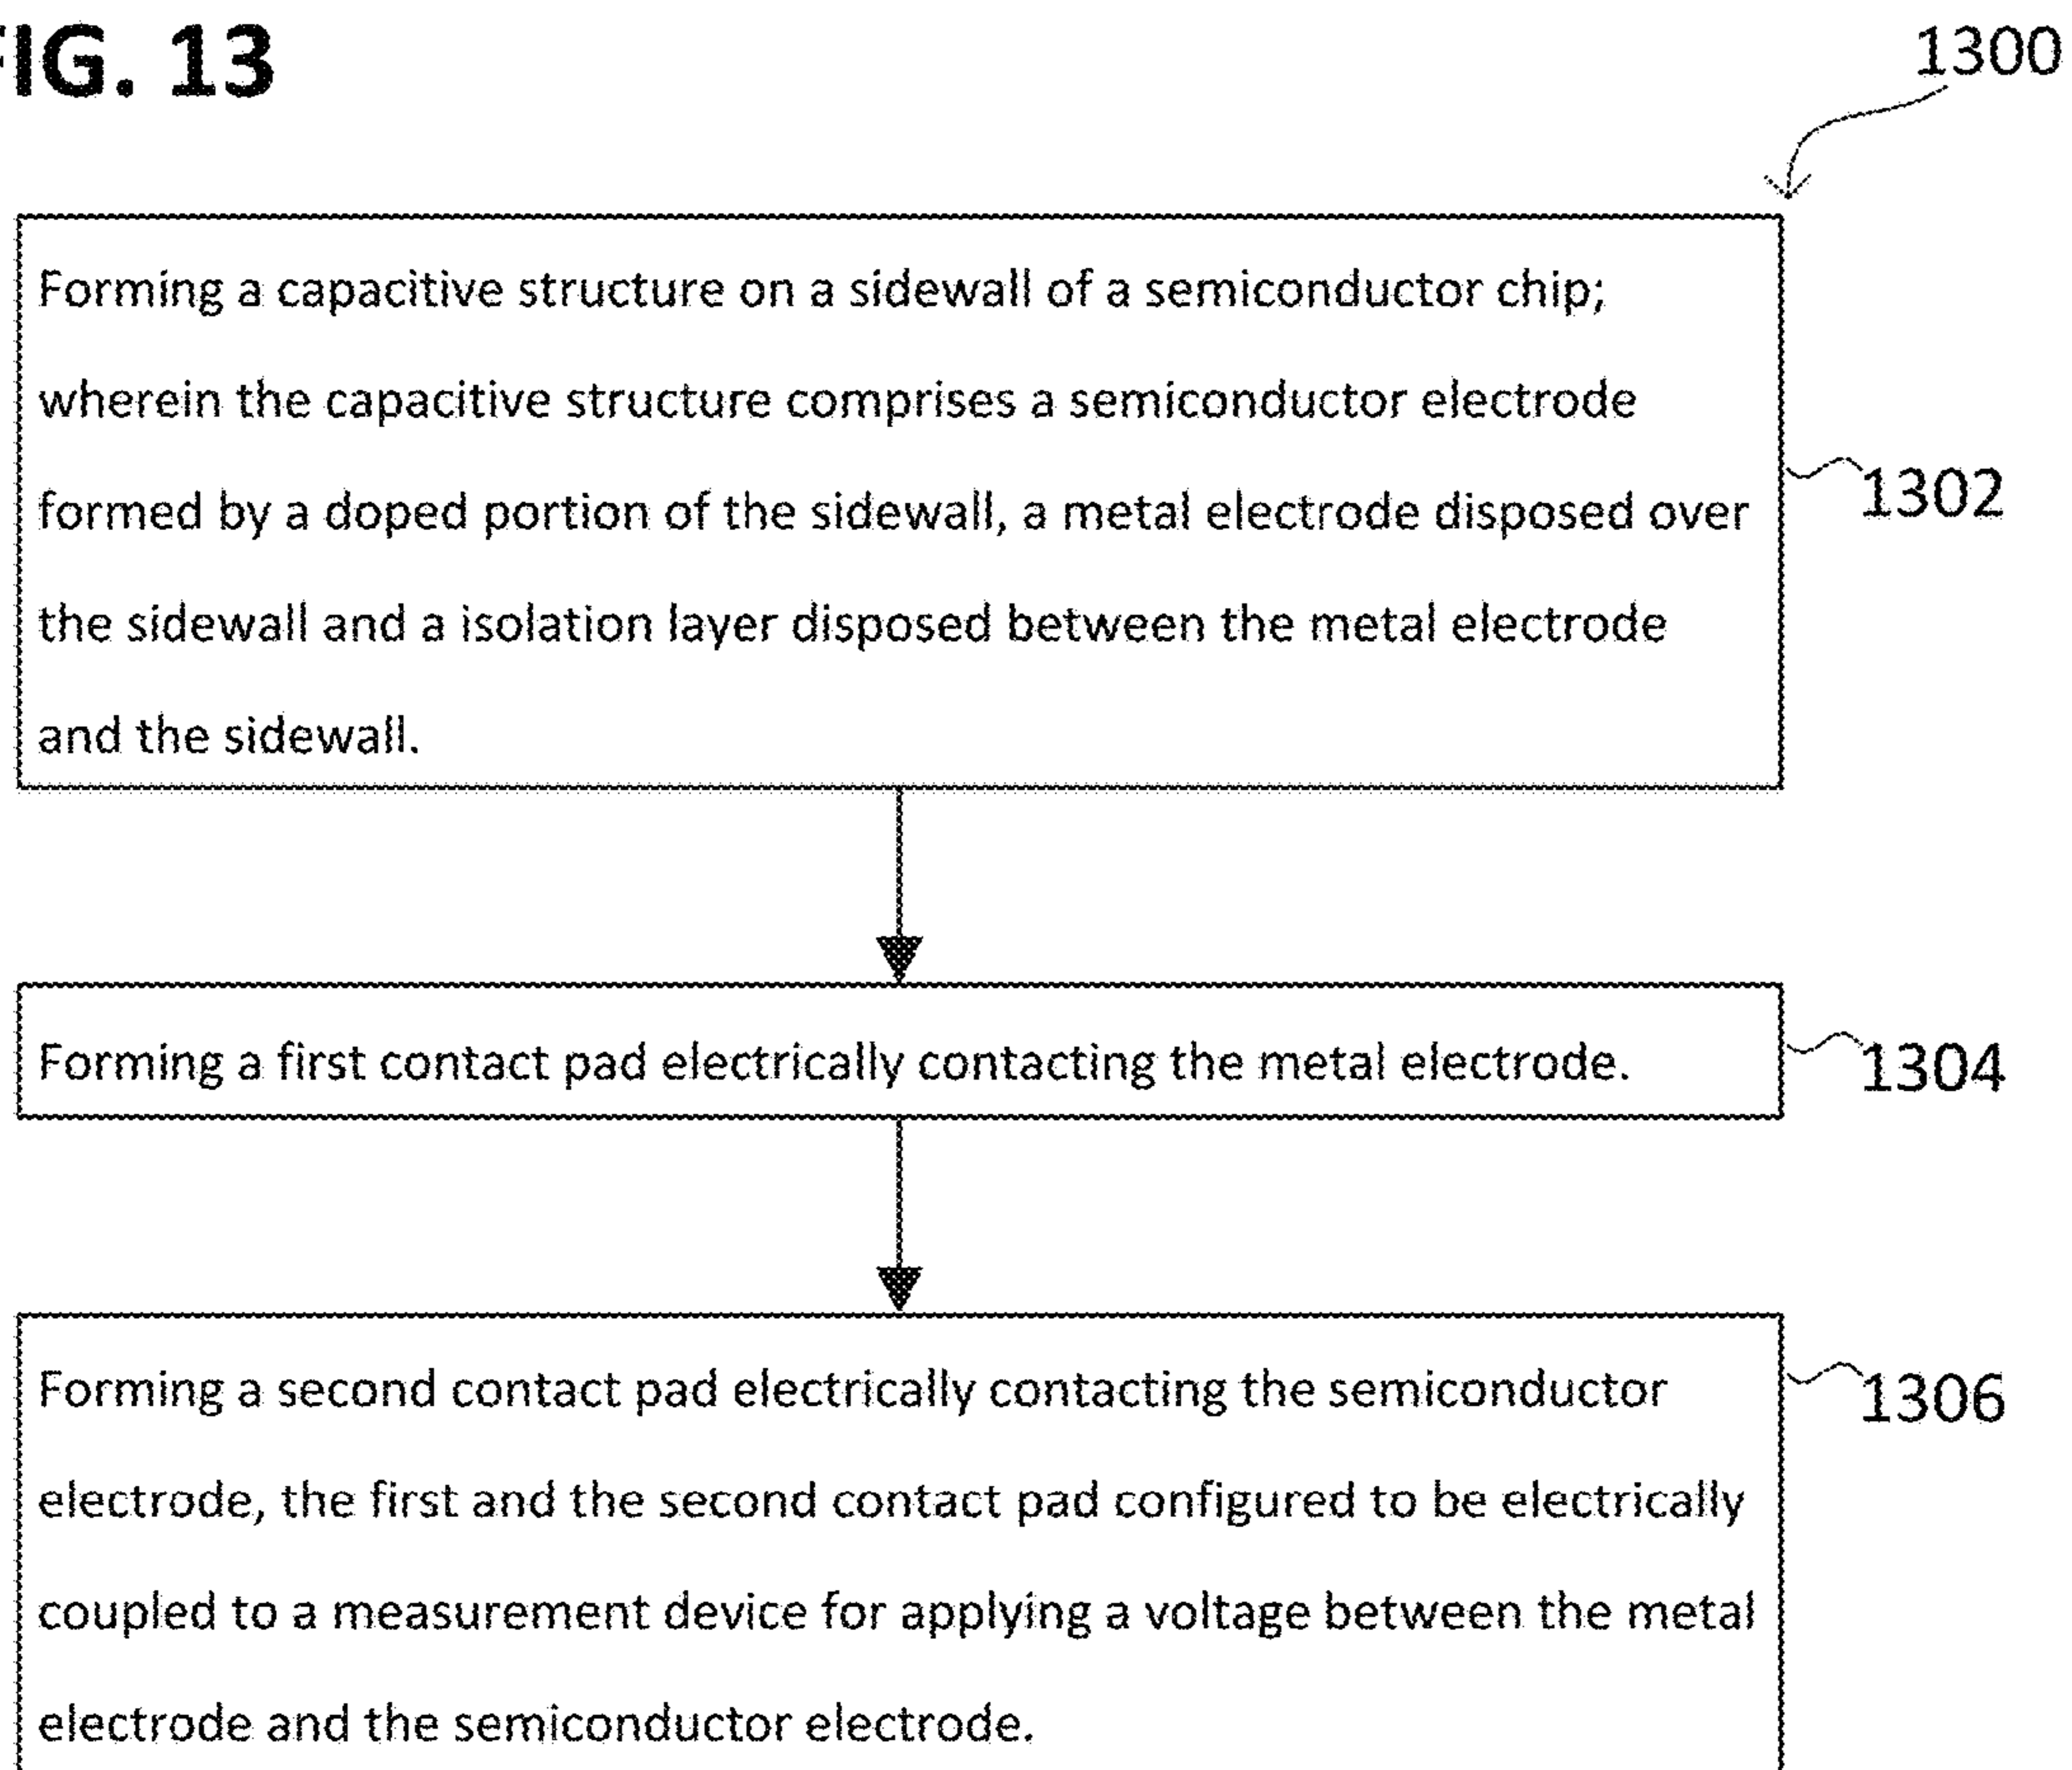 FIG. 13
1300
Forming a capacitive structure on a sidewall of a semiconductor chip;
wherein the capacitive structure comprises a semiconductor electrode
formed by a doped portion of the sidewall, a metal electrode disposed over
the sidewall and a isolation layer disposed between the metal electrode
and the sidewall.
1302
Forming a first contact pad electrically contacting the metal electrode.
1304
Forming a second contact pad electrically contacting the semiconductor
electrode, the first and the second contact pad configured to be electrically
coupled to a measurement device for applying a voltage between the metal
electrode and the semiconductor electrode.
1306